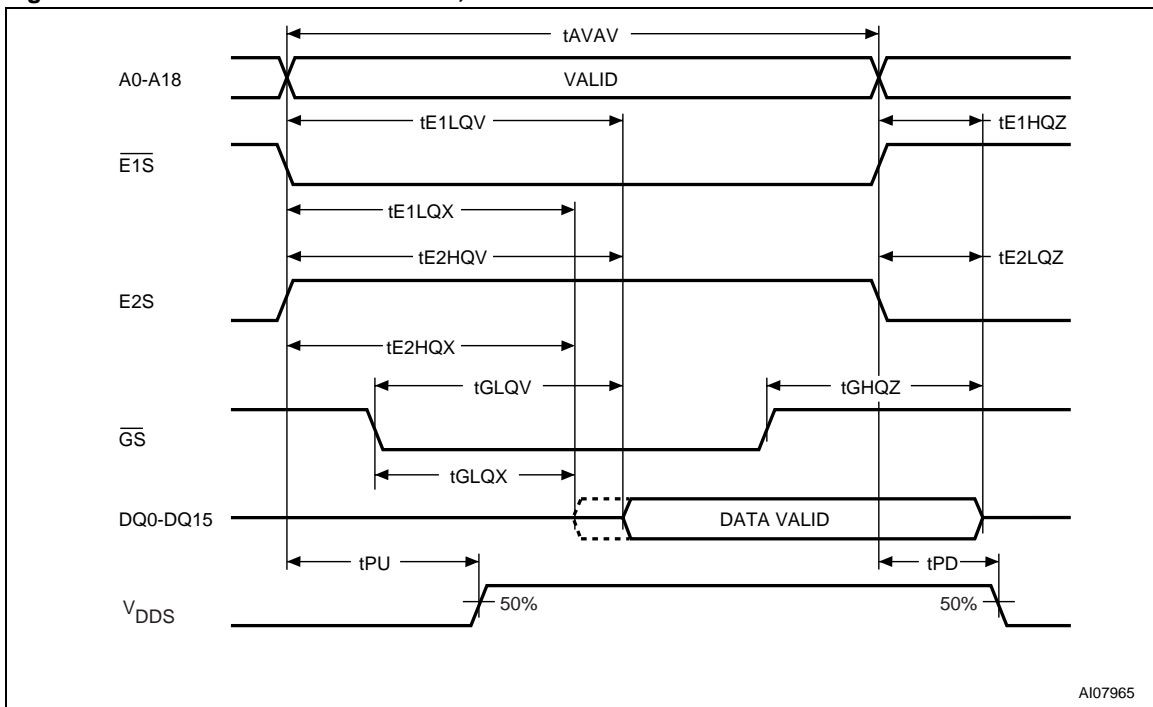 tAVAV
A0-A18
VALID
tE1LQV
tE1HQZ
E1S
tE1LQX
tE2HQV
tE2LQZ
E2S
tE2HQX
tGLQV
tGHQZ
GS
tGLQX
DQ0-DQ15
DATA VALID
tPU
tPD
VDDS
50%
50%
AI07965